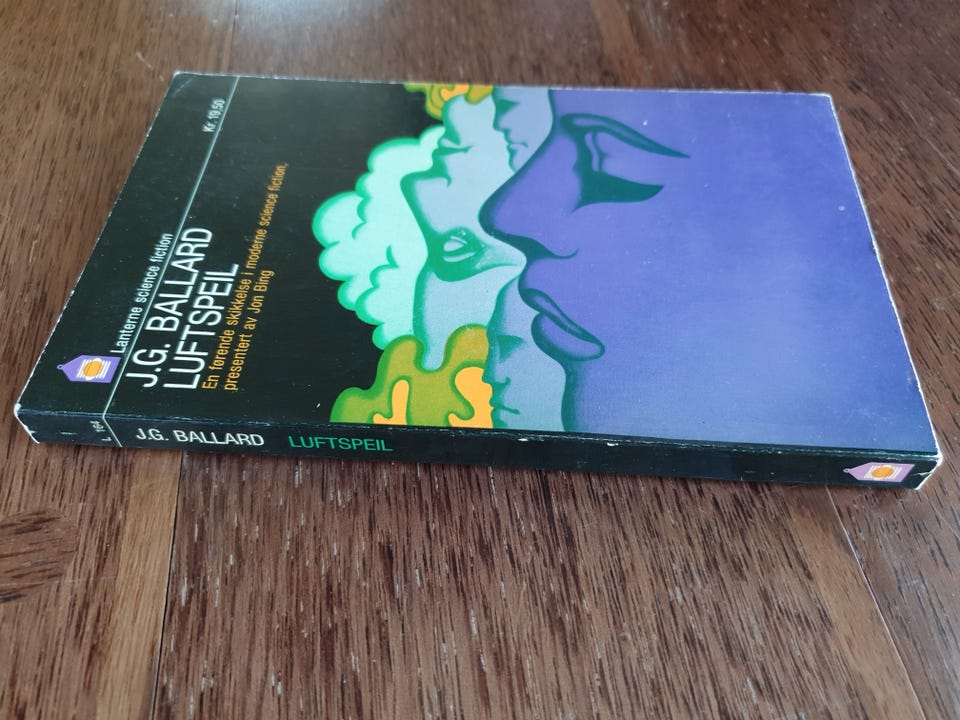 Lanterne science fiction
Kr. 19.50
J.G. BALLARD
LUFTSPEIL
En førende skikkelse i moderne science fiction,
presentert av Jon Bing
L 164
J.G. BALLARD LUFTSPEIL